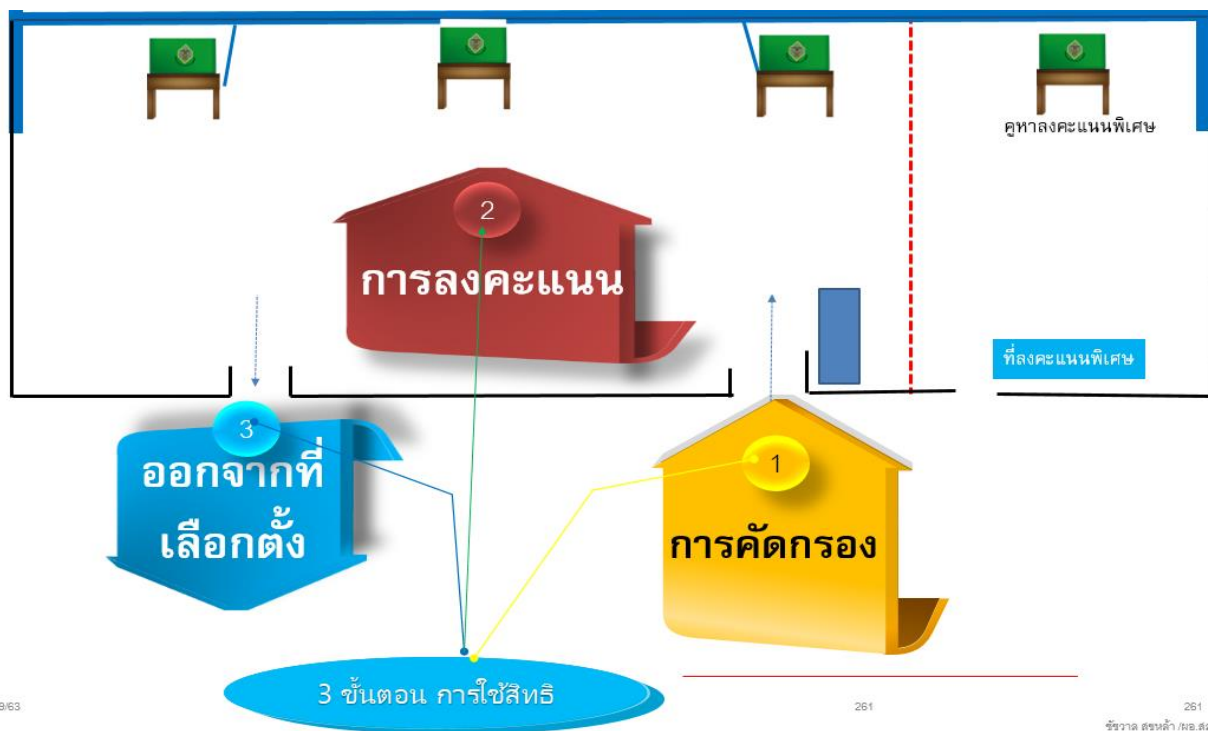 คูหาลงคะแนนพิเศษ
2
การลงคะแนน
ที่ลงคะแนนพิเศษ
3
ออกจากที่
เลือกตั้ง
1
การคัดกรอง
3 ขั้นตอน การใช้สิทธิ
9/63
261
261